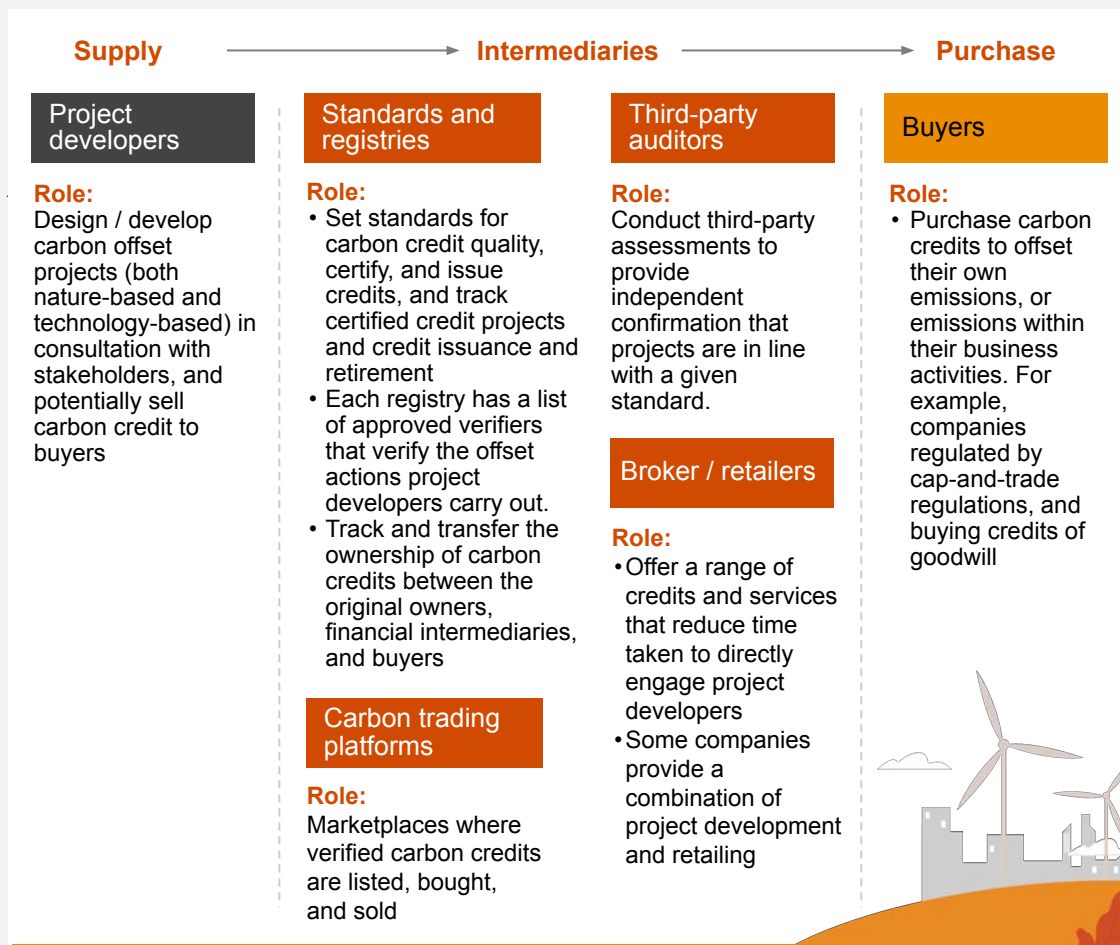 Supply
Intermediaries
Purchase
Project
developers
Role:
Design / develop
carbon offset
projects (both
nature-based and
technology-based) in
consultation with
stakeholders, and
potentially sell
carbon credit to
buyers
Standards and
registries
Role:
• Set standards for
carbon credit quality,
certify, and issue
credits, and track
certified credit projects
and credit issuance and
retirement
• Each registry has a list
of approved verifiers
that verify the offset
actions project
developers carry out.
• Track and transfer the
ownership of carbon
credits between the
original owners,
financial intermediaries,
and buyers
Carbon trading
platforms
Role:
Marketplaces where
verified carbon credits
are listed, bought,
and sold
Third-party
auditors
Role:
Conduct third-party
assessments to
provide
independent
confirmation that
projects are in line
with a given
standard.
Broker / retailers
Role:
• Offer a range of
credits and services
that reduce time
taken to directly
engage project
developers
• Some companies
provide a
combination of
project development
and retailing
Buyers
Role:
• Purchase carbon
credits to offset
their own
emissions, or
emissions within
their business
activities. For
example,
companies
regulated by
cap-and-trade
regulations, and
buying credits of
goodwill